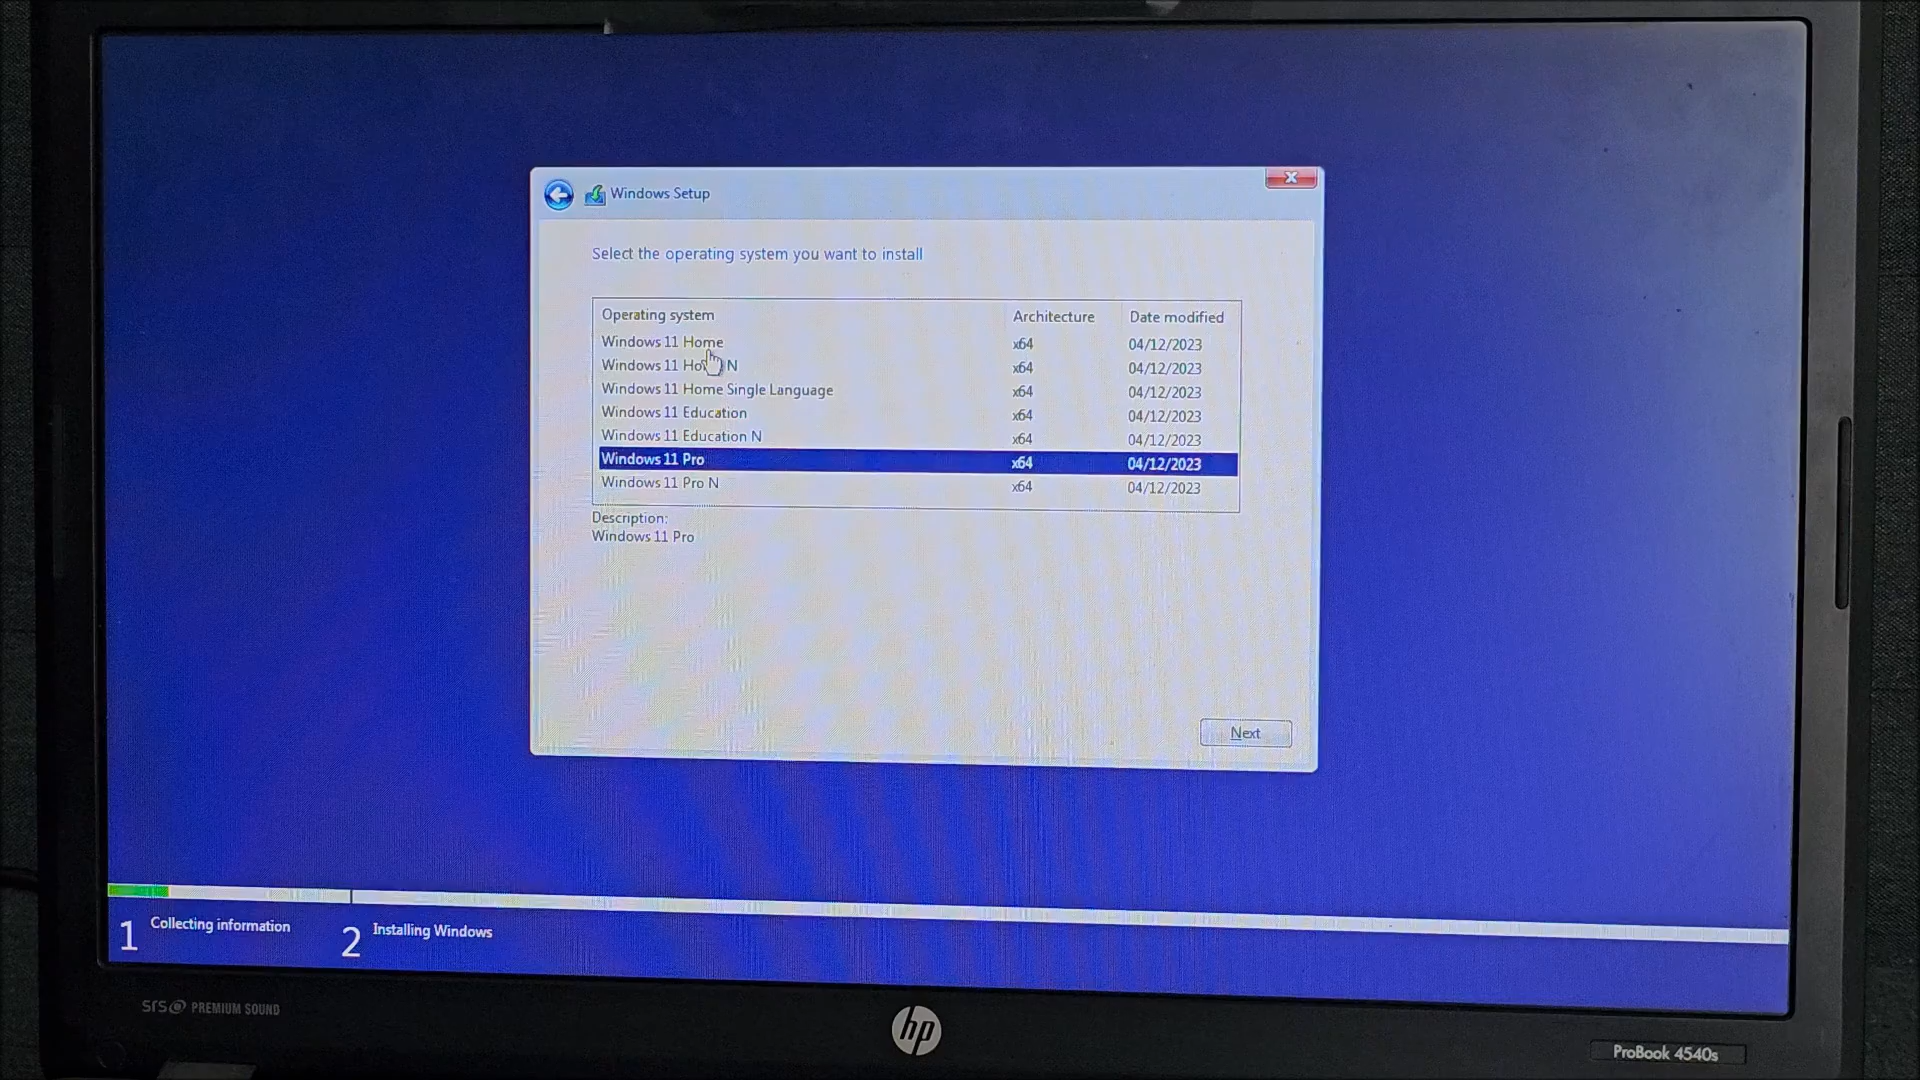 Windows Setup
x
Select the operating system you want to install
Operating system Architecture Date modified
Windows 11 Home x64 04/12/2023
Windows 11 Ho N x64 04/12/2023
Windows 11 Home Single Language x64 04/12/2023
Windows 11 Education x64 04/12/2023
Windows 11 Education N x64 04/12/2023
Windows 11 Pro x64 04/12/2023
Windows 11 Pro N x64 04/12/2023
Description:
Windows 11 Pro
Next
1 Collecting information 2 Installing Windows
SRS PREMIUM SOUND
hp
ProBook 4540s